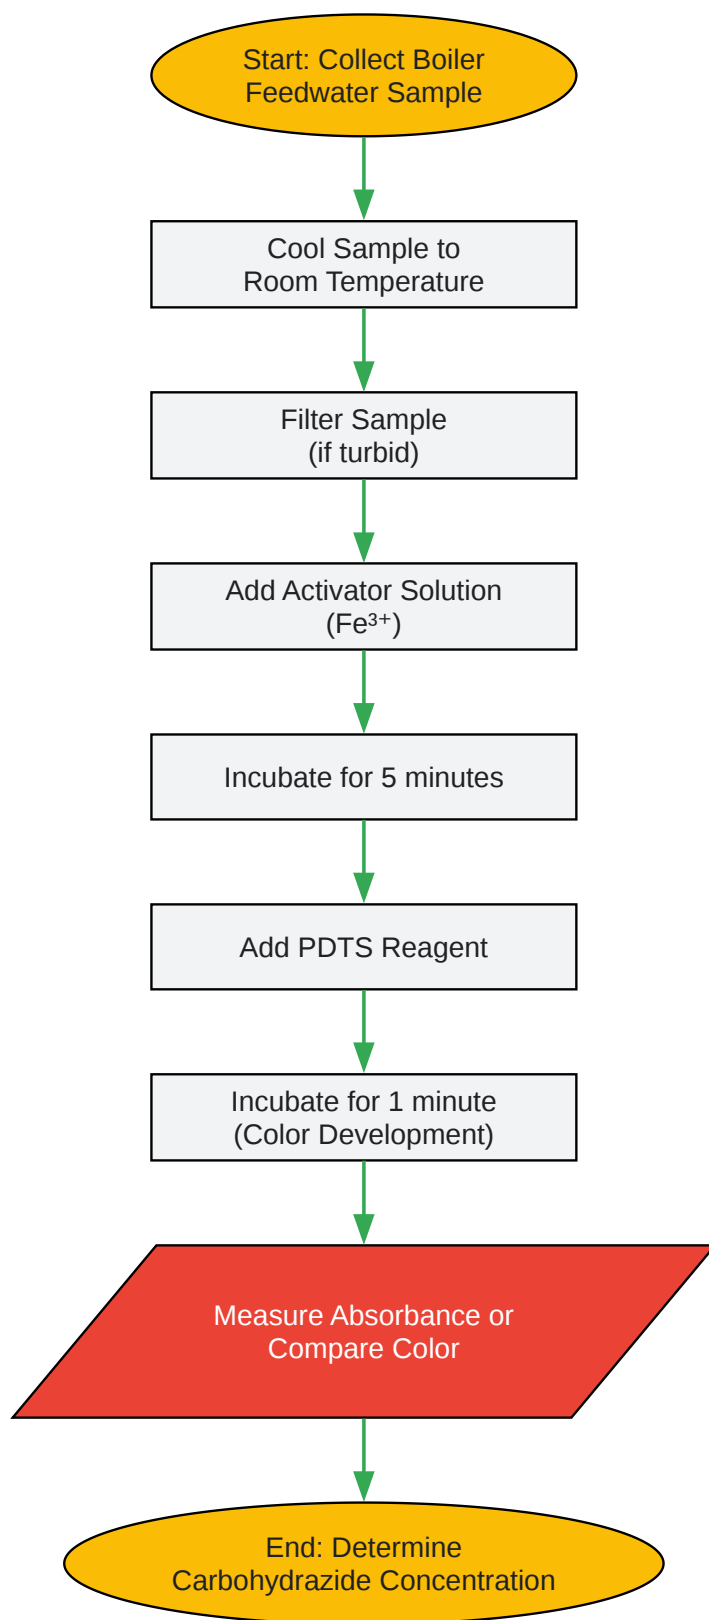 Start: Collect Boiler
Feedwater Sample
Cool Sample to
Room Temperature
Filter Sample
(if turbid)
Add Activator Solution
(Fe³⁺)
Incubate for 5 minutes
Add PDTS Reagent
Incubate for 1 minute
(Color Development)
Measure Absorbance or
Compare Color
End: Determine
Carbohydrazide Concentration